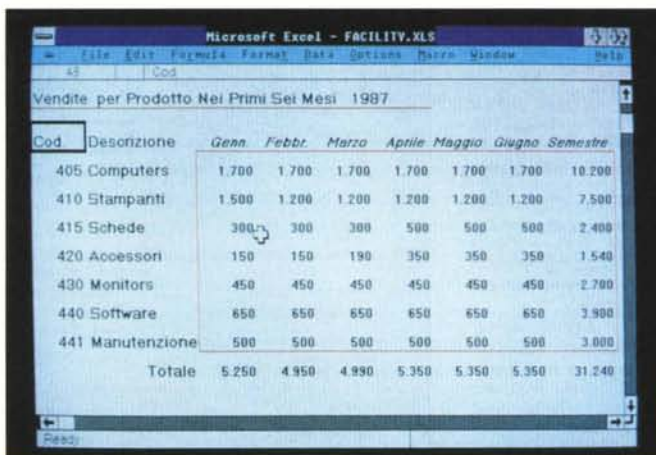 Microsoft Excel - FACILITY.XLS
File Edit Formula Format Data Options Macro Window Help
A3 Cod
Vendite per Prodotto Nei Primi Sei Mesi 1987
Cod. Descrizione Genn. Febbr. Marzo Aprile Maggio Giugno Semestre
405 Computers 1.700 1.700 1.700 1.700 1.700 1.700 10.200
410 Stampanti 1.500 1.200 1.200 1.200 1.200 1.200 7.500
415 Schede 300 300 300 500 500 500 2.400
420 Accessori 150 150 190 350 350 350 1.540
430 Monitors 450 450 450 450 450 450 2.700
440 Software 650 650 650 650 650 650 3.900
441 Manutenzione 500 500 500 500 500 500 3.000
Totale 5.250 4.950 4.990 5.350 5.350 5.350 31.240
Ready